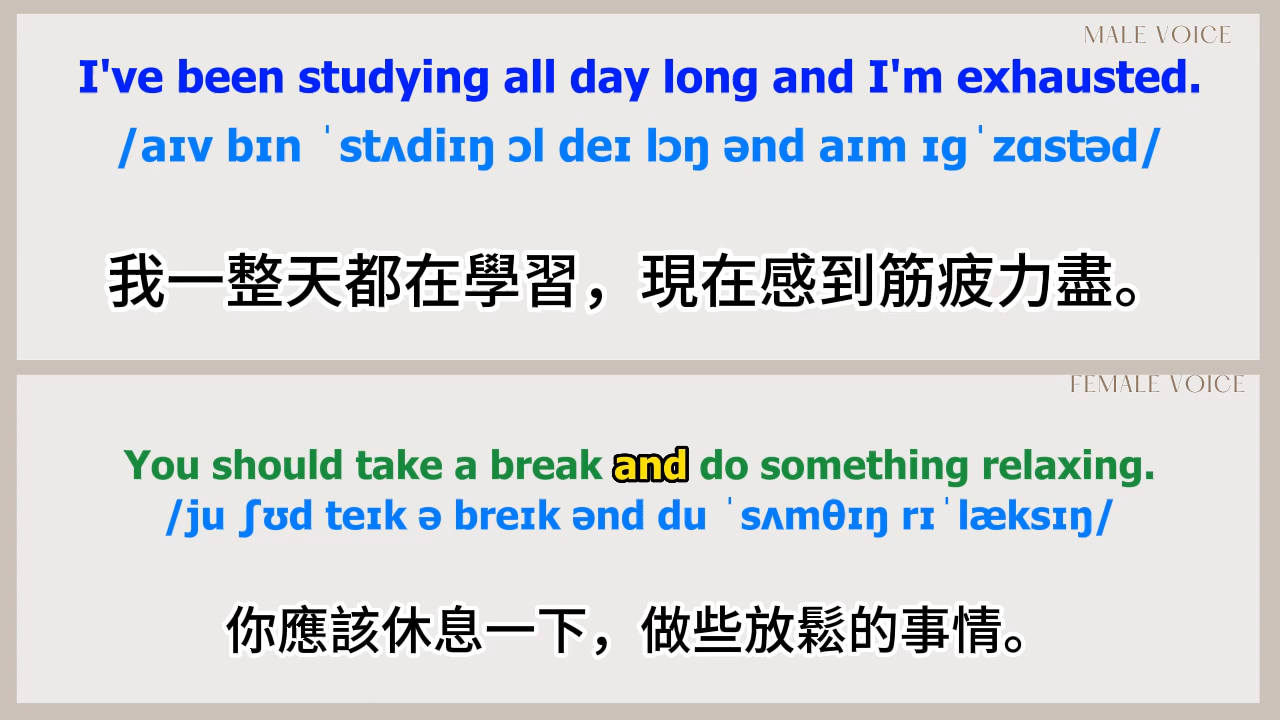 MALE VOICE
I've been studying all day long and I'm exhausted.
/aɪv bɪn ˈstʌdiɪŋ ɔl deɪ lɔŋ ənd aɪm ɪgˈzɑstəd/
我一整天都在學習，現在感到筋疲力盡。
FEMALE VOICE
You should take a break and do something relaxing.
/ju ʃʊd teɪk ə breɪk ənd du ˈsʌmθɪŋ rɪˈlæksɪŋ/
你應該休息一下，做些放鬆的事情。